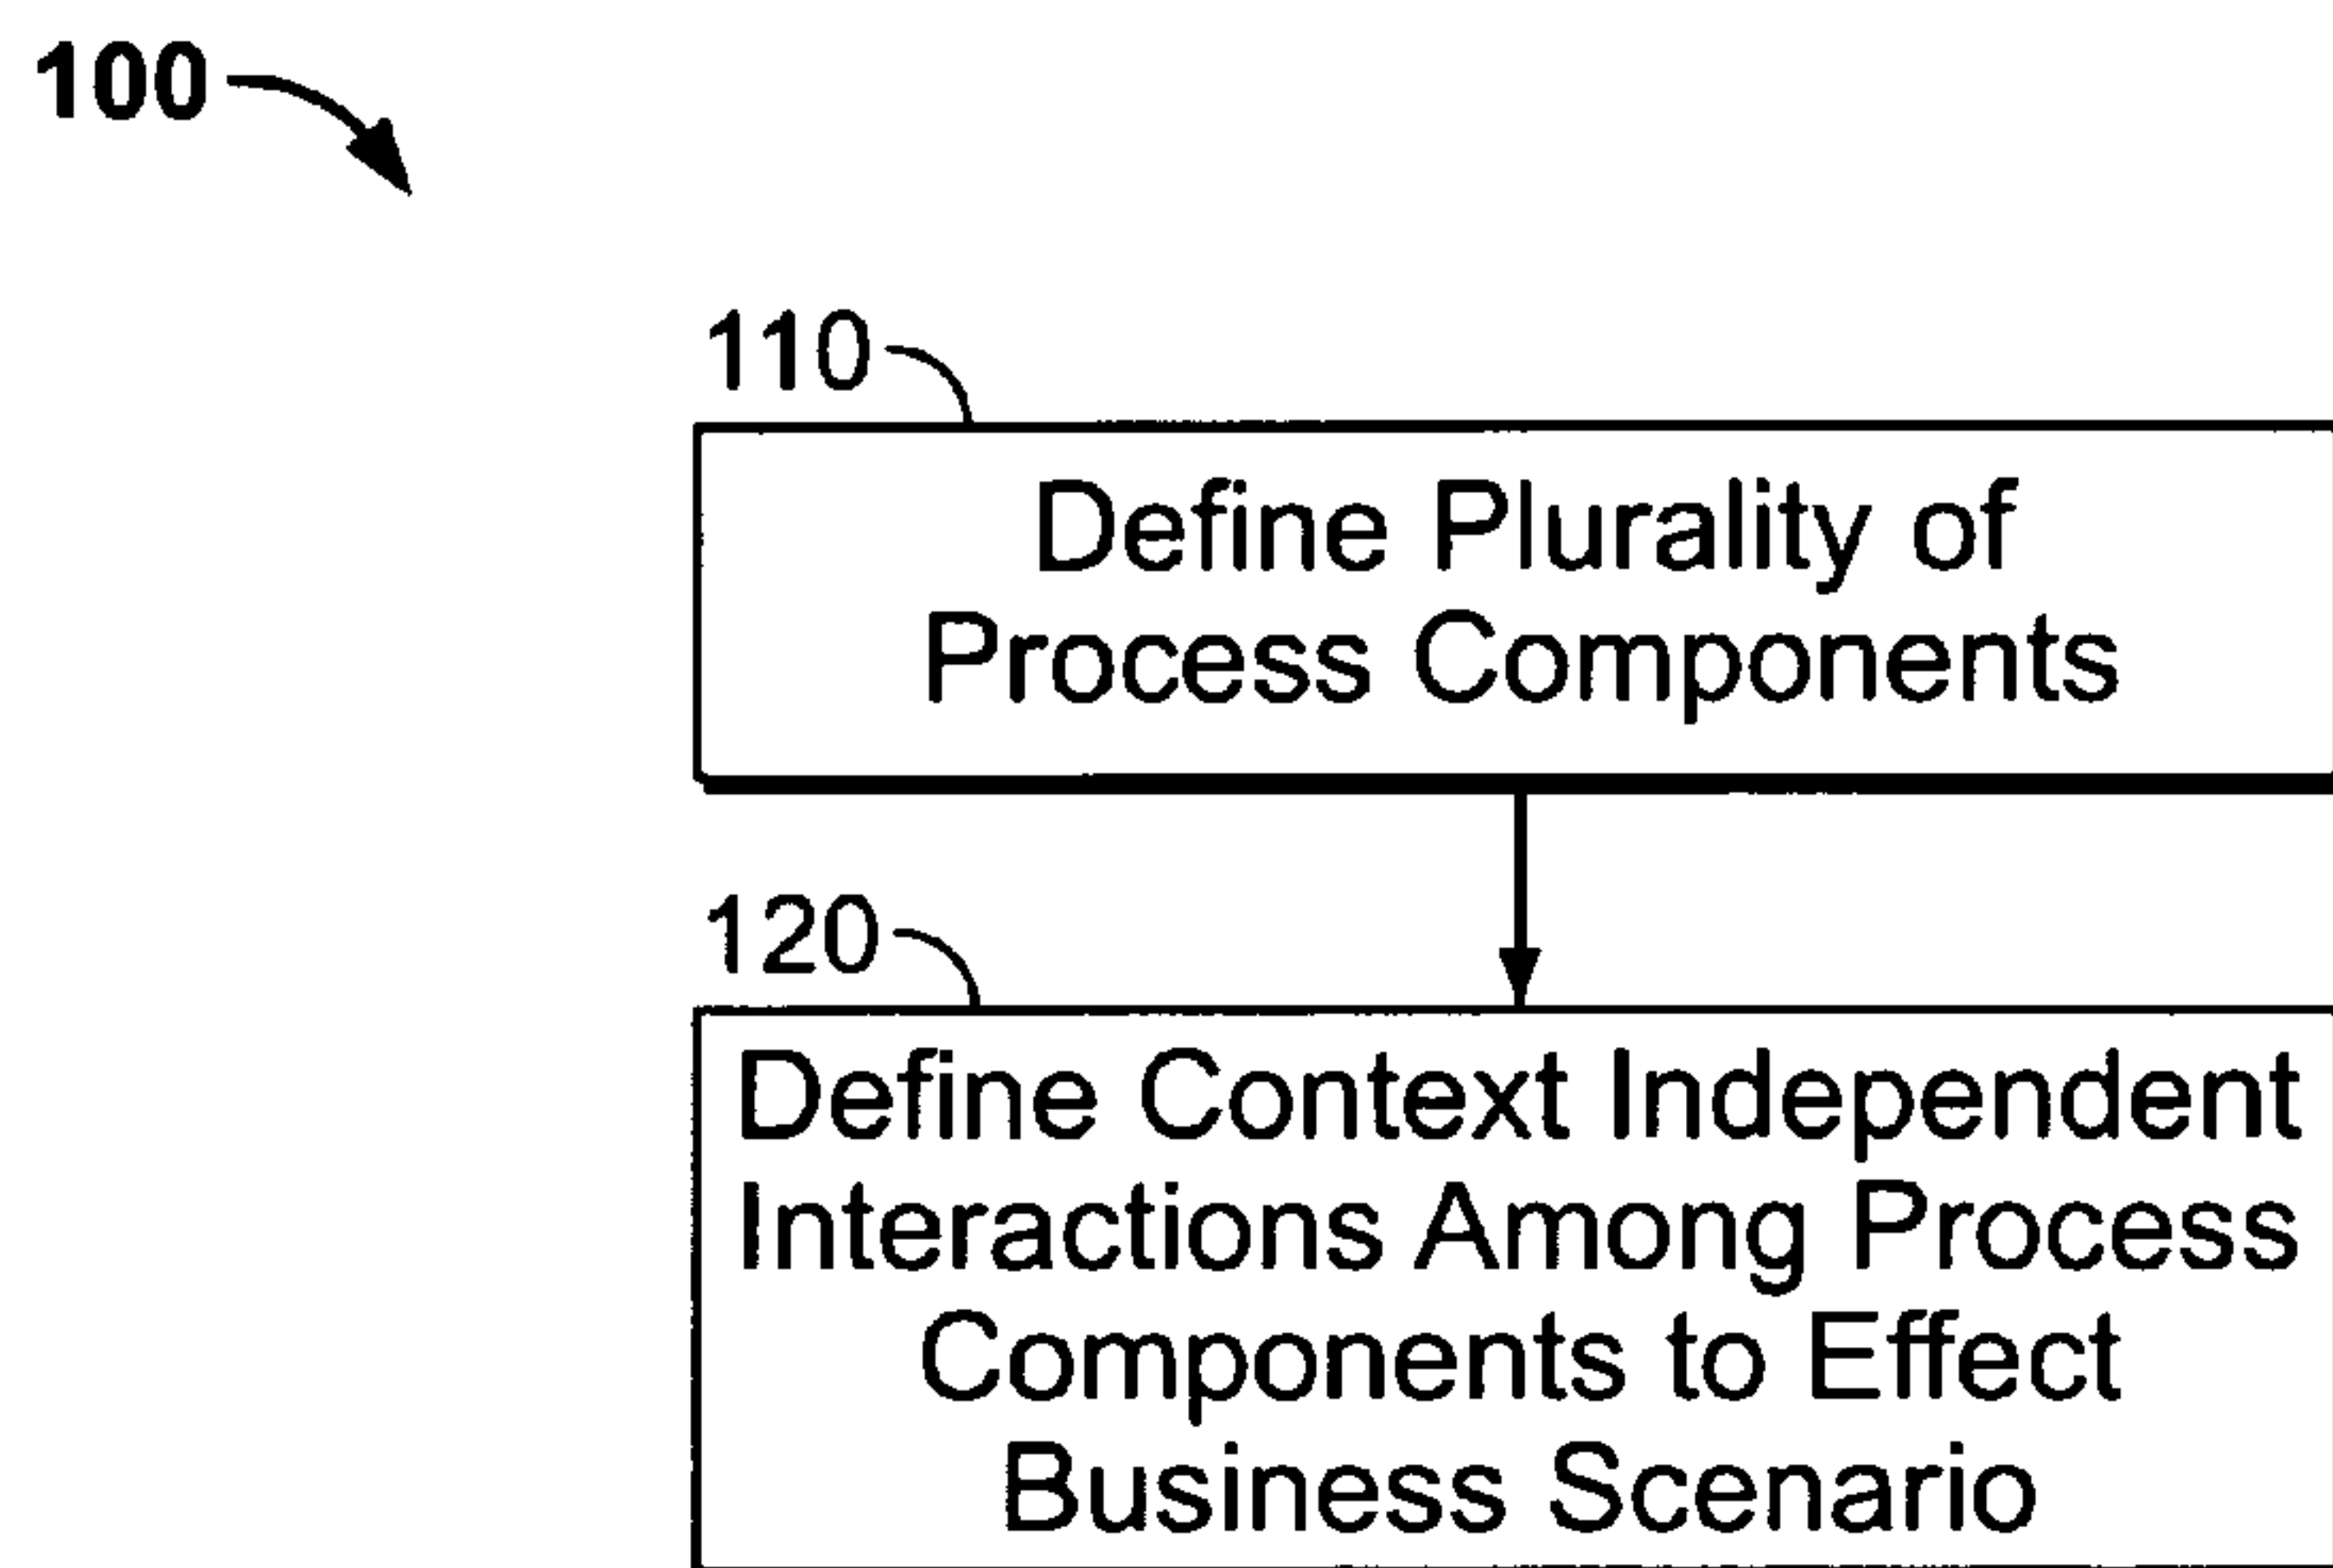 100
110
Define Plurality of
Process Components
120
Define Context Independent
Interactions Among Process
Components to Effect
Business Scenario